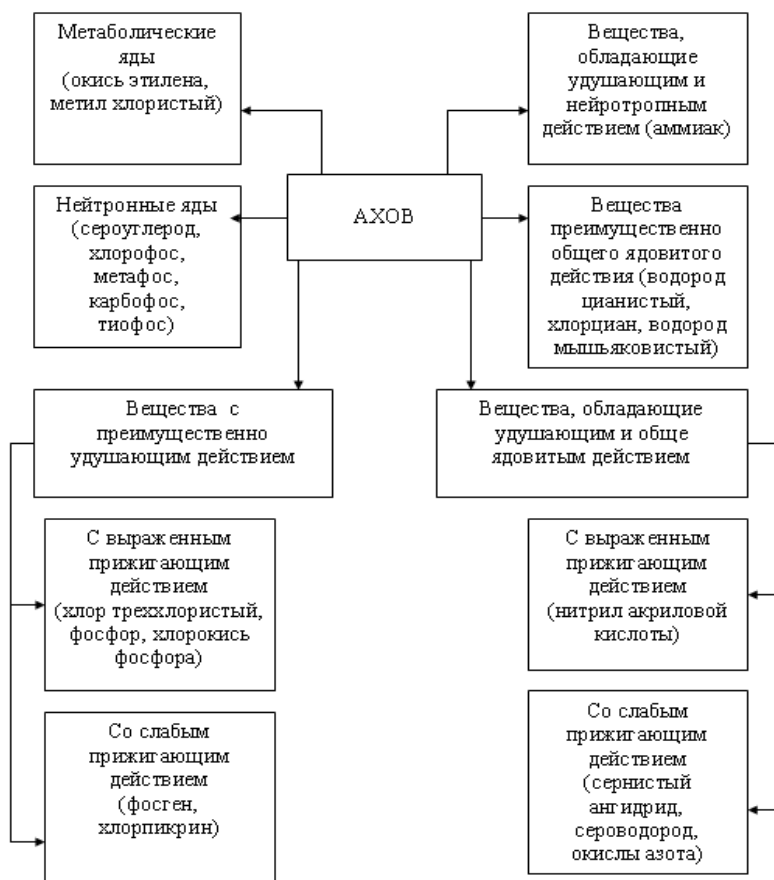 Метаболические
яды
(окись этилена,
метил хлористый)
Вещества,
обладающие
удушающим и
нейротропным
действием (аммиак)
АХОВ
Нейтронные яды
(сероуглерод,
хлорофос,
метафос,
карбофос,
тиофос)
Вещества
преимущественно
общего ядовитого
действия (водород
цианистый,
хлорциан, водород
мышьяковистый)
Вещества с
преимущественно
удушающим действием
Вещества, обладающие
удушающим и обще
ядовитым действием
С выраженным
прижигающим
действием
(хлор треххлористый,
фосфор, хлорокись
фосфора)
С выраженным
прижигающим
действием
(нитрил акриловой
кислоты)
Со слабым
прижигающим
действием
(фосген,
хлорпикрин)
Со слабым
прижигающим
действием
(сернистый
ангидрид,
сероводород,
окислы азота)